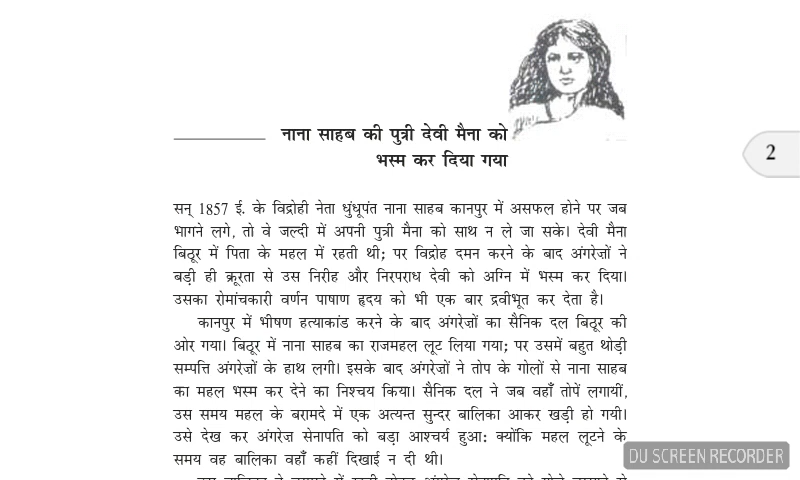 नाना साहब की पुत्री देवी मैना को
भस्म कर दिया गया
2
सन् 1857 ई. के विद्रोही नेता धुंधूपंत नाना साहब कानपुर में असफल होने पर जब
भागने लगे, तो वे जल्दी में अपनी पुत्री मैना को साथ न ले जा सके। देवी मैना
बिठूर में पिता के महल में रहती थी; पर विद्रोह दमन करने के बाद अंगरेज़ों ने
बड़ी ही क्रूरता से उस निरीह और निरपराध देवी को अग्नि में भस्म कर दिया।
उसका रोमांचकारी वर्णन पाषाण हृदय को भी एक बार द्रवीभूत कर देता है।
कानपुर में भीषण हत्याकांड करने के बाद अंगरेज़ों का सैनिक दल बिठूर की
ओर गया। बिठूर में नाना साहब का राजमहल लूट लिया गया; पर उसमें बहुत थोड़ी
सम्पत्ति अंगरेज़ों के हाथ लगी। इसके बाद अंगरेज़ों ने तोप के गोलों से नाना साहब
का महल भस्म कर देने का निश्चय किया। सैनिक दल ने जब वहाँ तोपें लगायीं,
उस समय महल के बरामदे में एक अत्यन्त सुन्दर बालिका आकर खड़ी हो गयी।
उसे देख कर अंगरेज़ सेनापति को बड़ा आश्चर्य हुआ: क्योंकि महल लूटने के
समय वह बालिका वहाँ कहीं दिखाई न दी थी।
DU SCREEN RECORDER